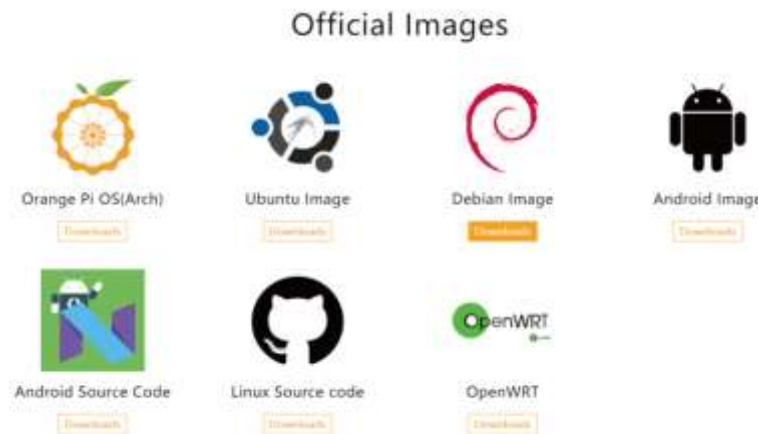 Official Images
Orange Pi OS(Arch)
Downloads
Ubuntu Image
Downloads
Debian Image
Downloads
Android Image
Downloads
Android Source Code
Downloads
Linux Source code
Downloads
OpenWRT
OpenWRT
Downloads